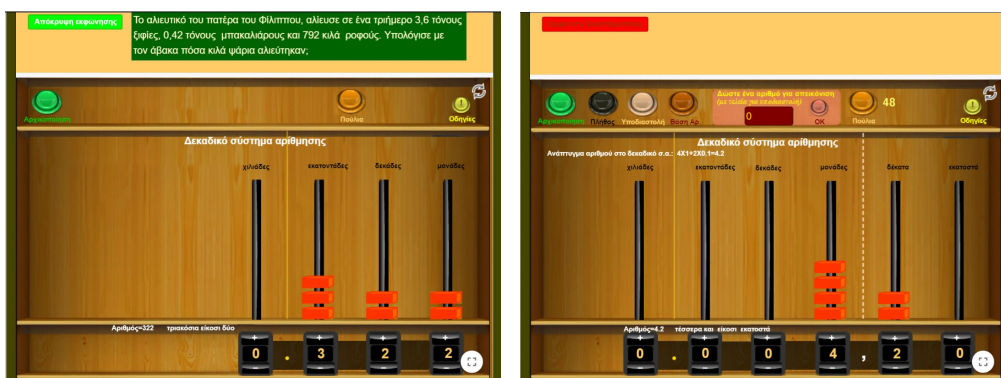 Απόκρυψη εκφώνησης
Το αλιευτικό του πατέρα του Φίλιππου, αλίευσε σε ένα τριήμερο 3,6 τόνους
ξιφίες, 0,42 τόνους μπακαλιάρους και 792 κιλά ροφούς. Υπολόγισε με
τον άβακα πόσα κιλά ψάρια αλιεύτηκαν;
Αρχικοποίηση
Πούλια
Οδηγίες
Δεκαδικό σύστημα αρίθμησης
χιλιάδες εκατοντάδες δεκάδες μονάδες
Αριθμός=322 τριακόσια είκοσι δύο
0 . 3 2 2
Αρχικοποίηση Πλήθος Υποδιαστολή Βάση Αρ.
Δώστε ένα αριθμό για απεικόνιση
(με τελεία για υποδιαστολή)
0
OK
Πούλια
48
Οδηγίες
Δεκαδικό σύστημα αρίθμησης
Ανάπτυγμα αριθμού στο δεκαδικό σ.α.: 4X1+2X0.1=4.2
χιλιάδες εκατοντάδες δεκάδες μονάδες δέκατα εκατοστά
Αριθμός=4.2 τέσσερα και είκοσι εκατοστά
0 . 0 0 4 , 2 0